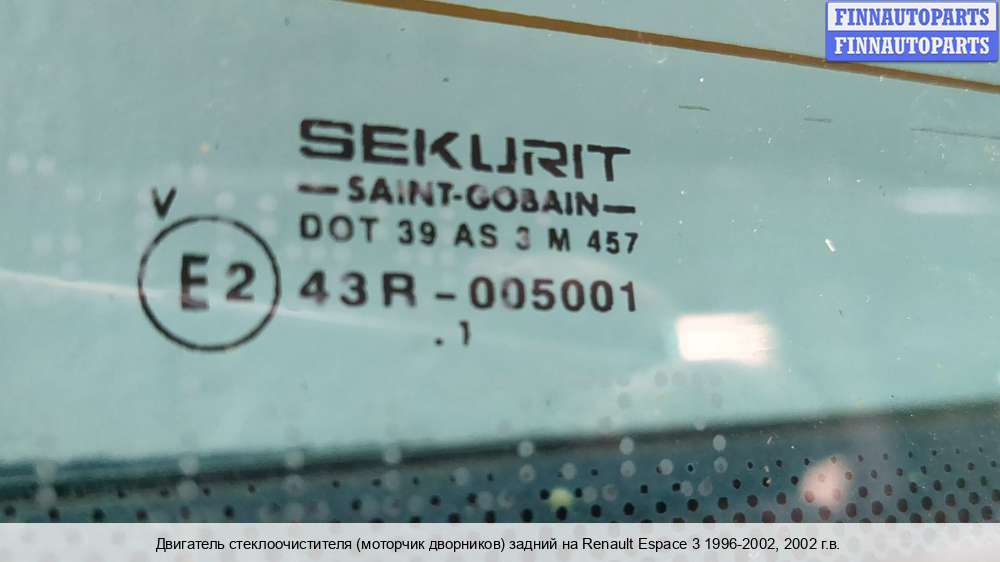 FINNAUTOPARTS
FINNAUTOPARTS
SEKURIT
—SAINT-GOBAIN—
V
DOT 39 AS 3 M 457
E2 43R - 005001
.1
Двигатель стеклоочистителя (моторчик дворников) задний на Renault Espace 3 1996-2002, 2002 г.в.